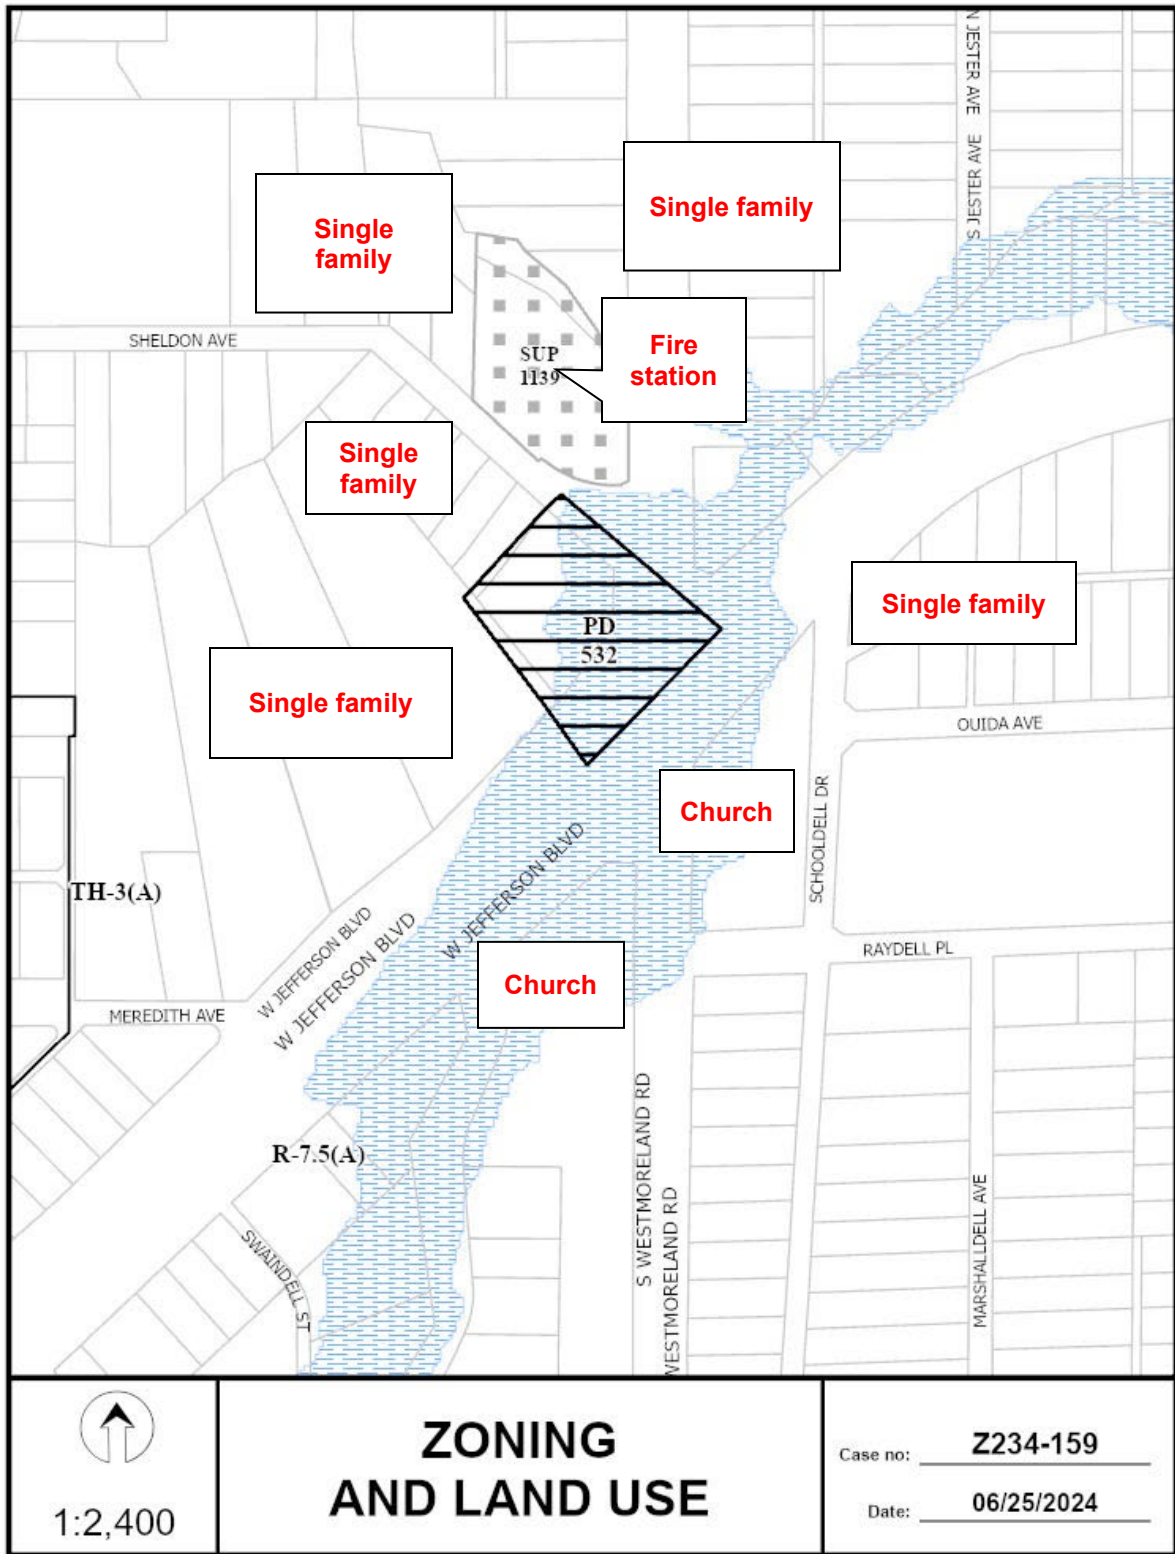 N JESTER AVE
S JESTER AVE
Single
family
Single family
SHELDON AVE
SUP
1139
Fire
station
Single
family
Single family
PD
532
Single family
OUIDA AVE
Church
SCHOOLDELL DR
W JEFFERSON BLVD
TH-3(A)
W JEFFERSON BLVD
W JEFFERSON BLVD
RAYDELL PL
Church
MEREDITH AVE
S WESTMORELAND RD
R-7.5(A)
WESTMORELAND RD
MARSHALLDELL AVE
SWAINDELL ST
1:2,400
ZONING
AND LAND USE
Case no: Z234-159
Date: 06/25/2024